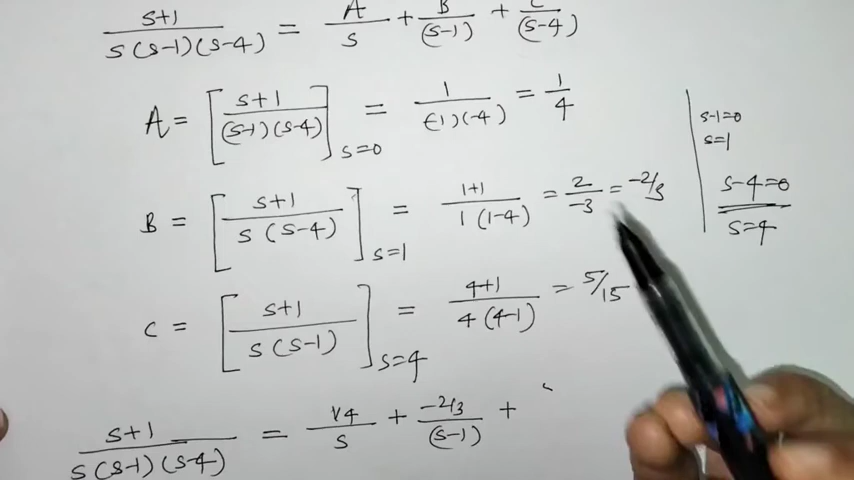 s+1 / s(s-1)(s-4) = A / s + B / (s-1) + C / (s-4)
A = [ s+1 / (s-1)(s-4) ] s=0 = 1 / (-1)(-4) = 1/4
s-1=0
s=1
s-4=0
s=4
B = [ s+1 / s(s-4) ] s=1 = 1+1 / 1(1-4) = 2/-3 = -2/3
C = [ s+1 / s(s-1) ] s=4 = 4+1 / 4(4-1) = 5/15
s+1 / s(s-1)(s-4) = 1/4 / s + -2/3 / (s-1) +